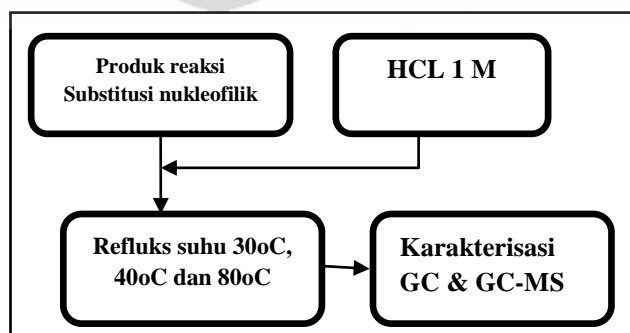 Produk reaksi
Substitusi nukleofilik
HCL 1 M
Refluks suhu 30oC,
40oC dan 80oC
Karakterisasi
GC & GC-MS